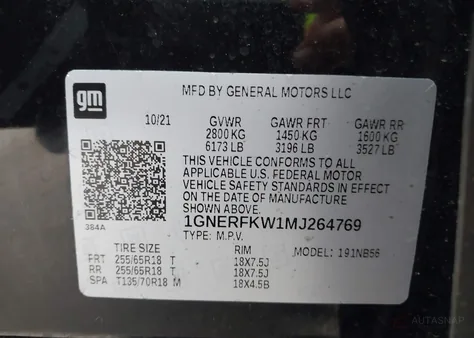 gm
MFD BY GENERAL MOTORS LLC
10/21 GVWR GAWR FRT GAWR RR
2800 KG 1450 KG 1600 KG
6173 LB 3196 LB 3527 LB
THIS VEHICLE CONFORMS TO ALL
APPLICABLE U.S. FEDERAL MOTOR
VEHICLE SAFETY STANDARDS IN EFFECT
ON THE DATE OF MANUFACTURE
SHOWN ABOVE.
384A
1GNERFKW1MJ264769
TYPE: M.P.V.
TIRE SIZE RIM MODEL: 191NB56
FRT 255/65R18 T 18X7.5J
RR 255/65R18 T 18X7.5J
SPA T135/70R18 M 18X4.5B
AUTASNAP